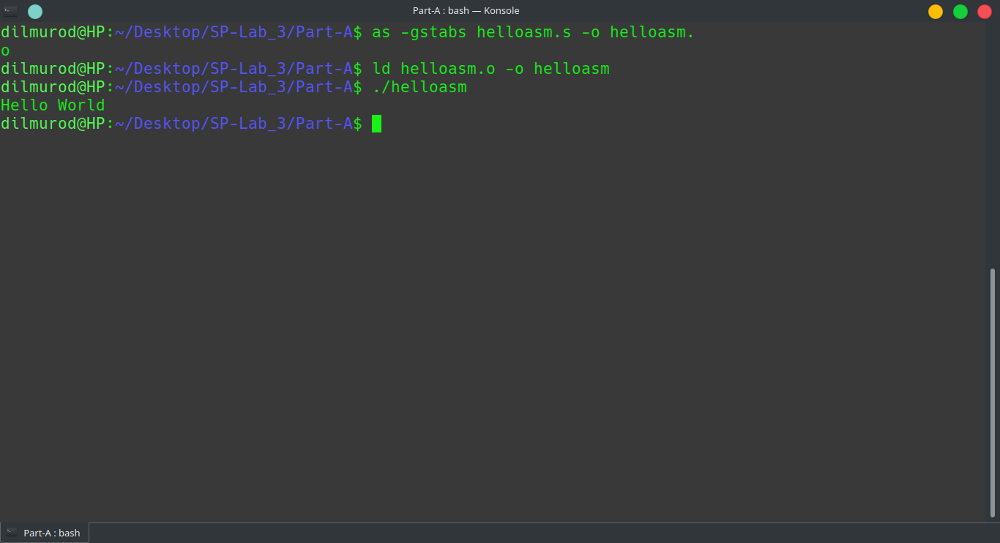 Part-A : bash — Konsole
dilmurod@HP:~/Desktop/SP-Lab_3/Part-A$ as -gstabs helloasm.s -o helloasm.
o
dilmurod@HP:~/Desktop/SP-Lab_3/Part-A$ ld helloasm.o -o helloasm
dilmurod@HP:~/Desktop/SP-Lab_3/Part-A$ ./helloasm
Hello World
dilmurod@HP:~/Desktop/SP-Lab_3/Part-A$
Part-A : bash